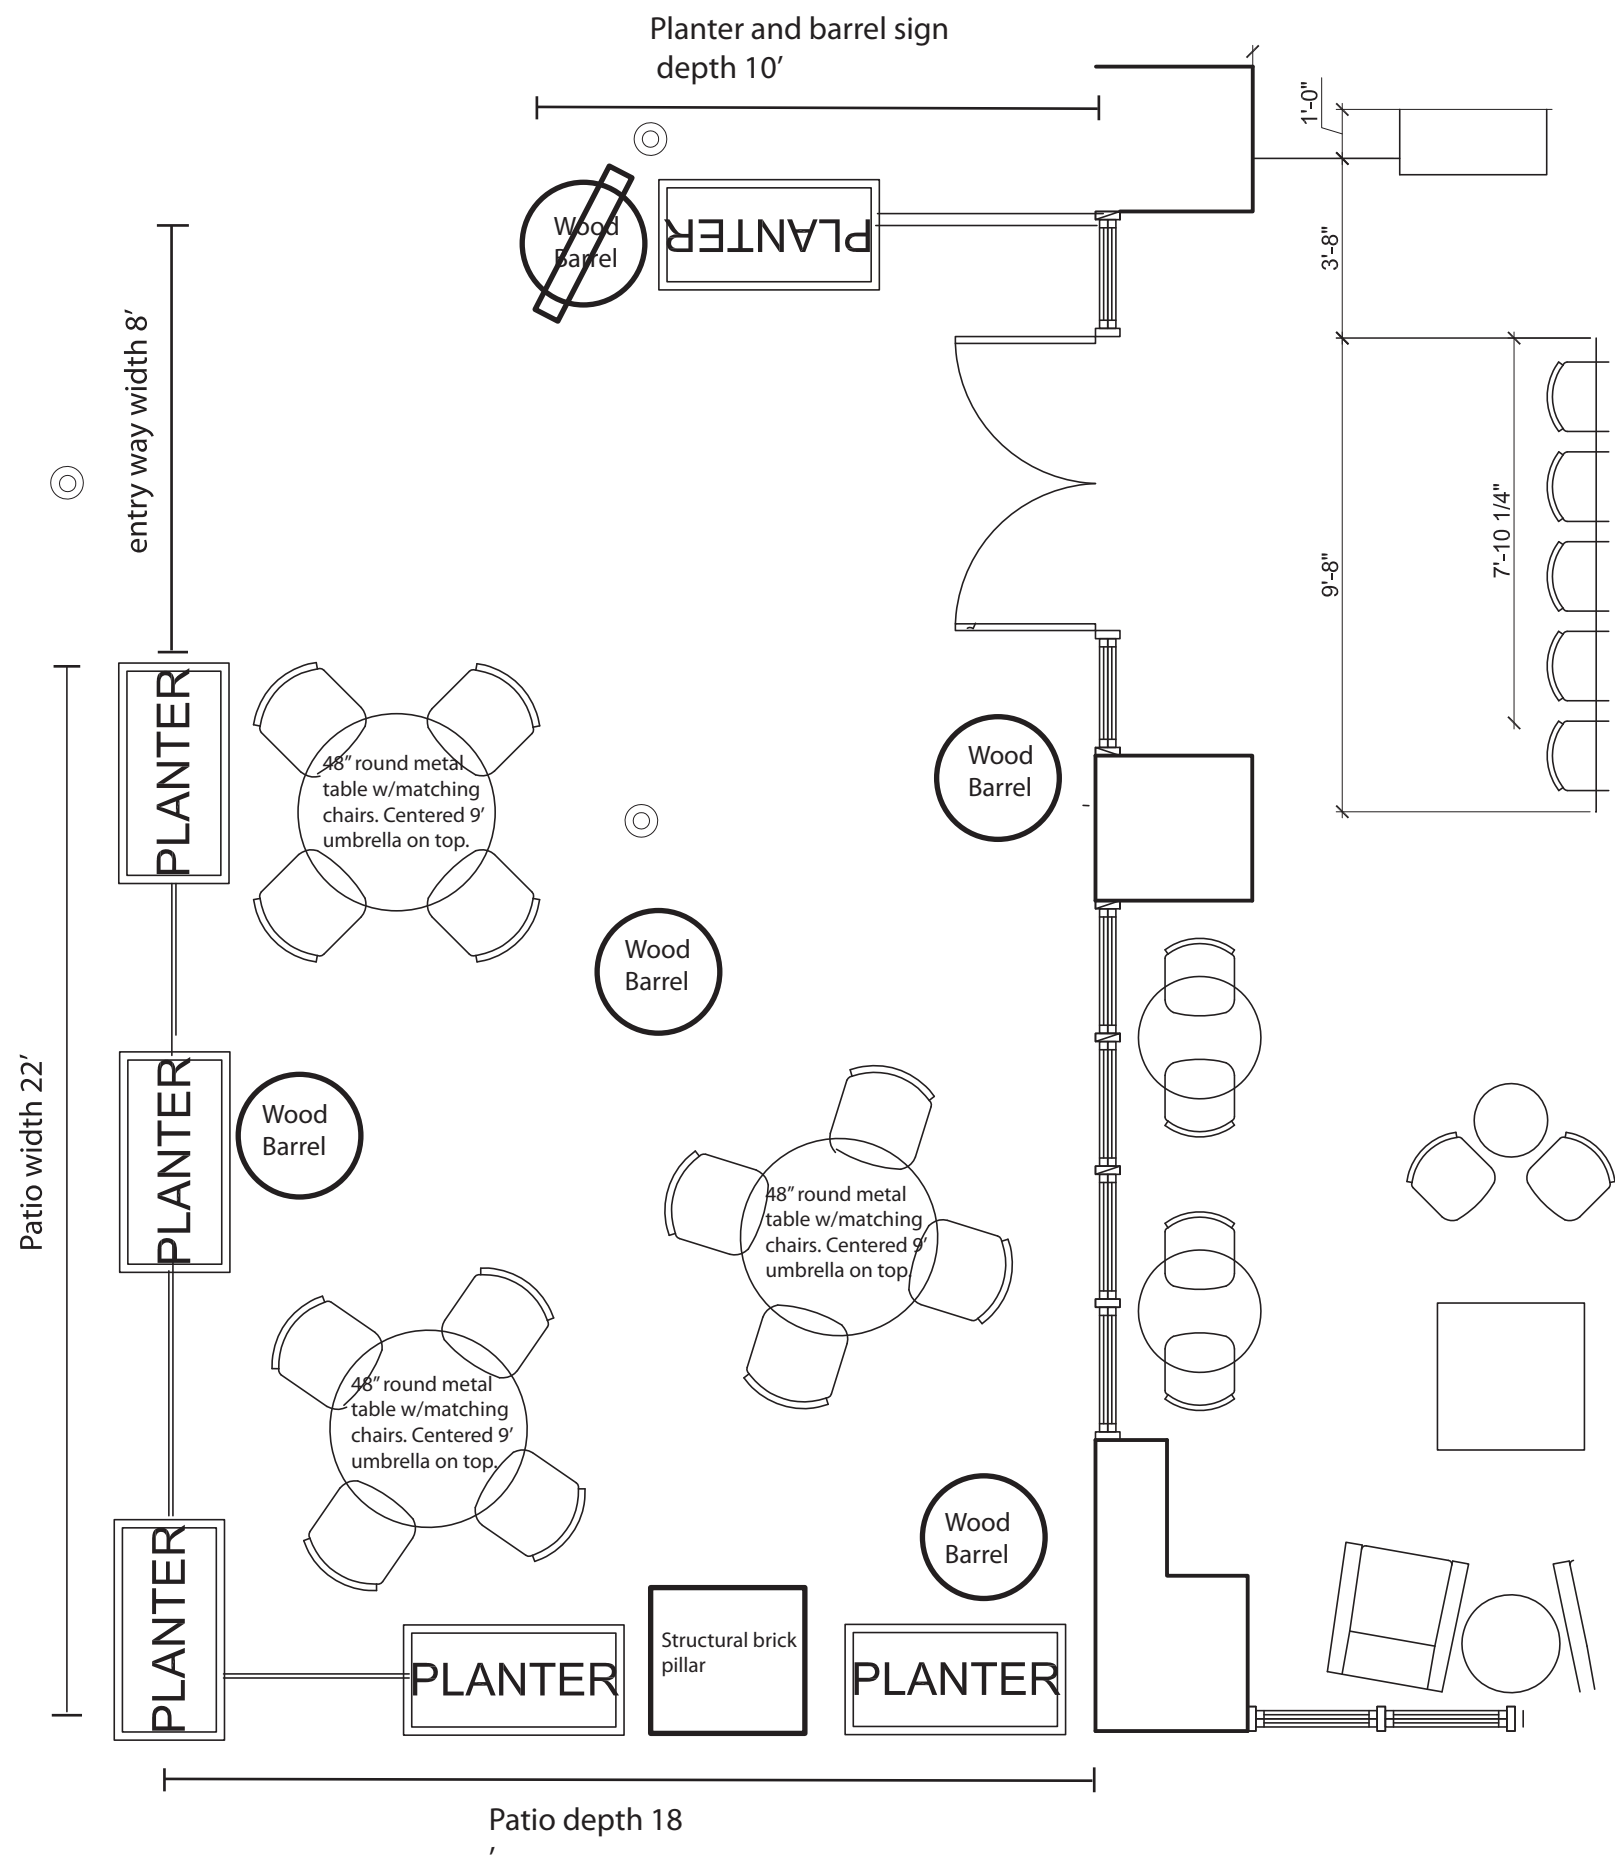 Planter and barrel sign
depth 10’
1'-0"
Wood
Barrel
PLANTER
3'-8"
entry way width 8’
7'-10 1/4"
9'-8"
PLANTER
48” round metal
table w/matching
chairs. Centered 9’
umbrella on top.
Wood
Barrel
Wood
Barrel
Patio width 22’
PLANTER
Wood
Barrel
48” round metal
table w/matching
chairs. Centered 9’
umbrella on top.
48” round metal
table w/matching
chairs. Centered 9’
umbrella on top.
Wood
Barrel
PLANTER
PLANTER
Structural brick
pillar
PLANTER
Patio depth 18
’